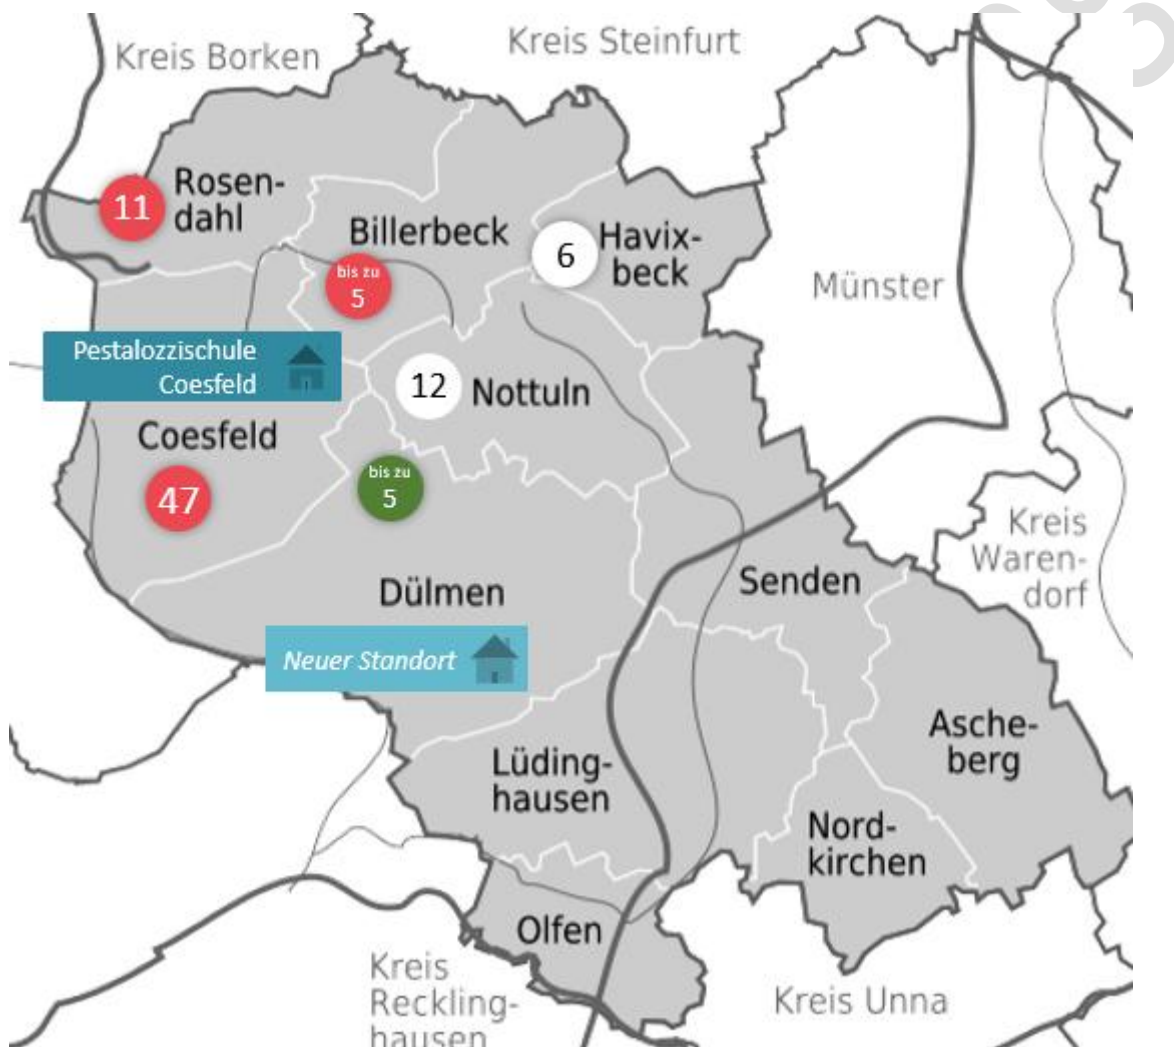 Kreis Borken
Kreis Steinfurt
11
Rosen-
dahl
Billerbeck
bis zu
5
6
Havix-
beck
Münster
Pestalozzischule
Coesfeld
12
Nottuln
Coesfeld
47
bis zu
5
Dülmen
Neuer Standort
Senden
Kreis
Waren-
dorf
Asche-
berg
Lüding-
hausen
Nord-
kirchen
Olfen
Kreis
Reckling-
hausen
Kreis Unna